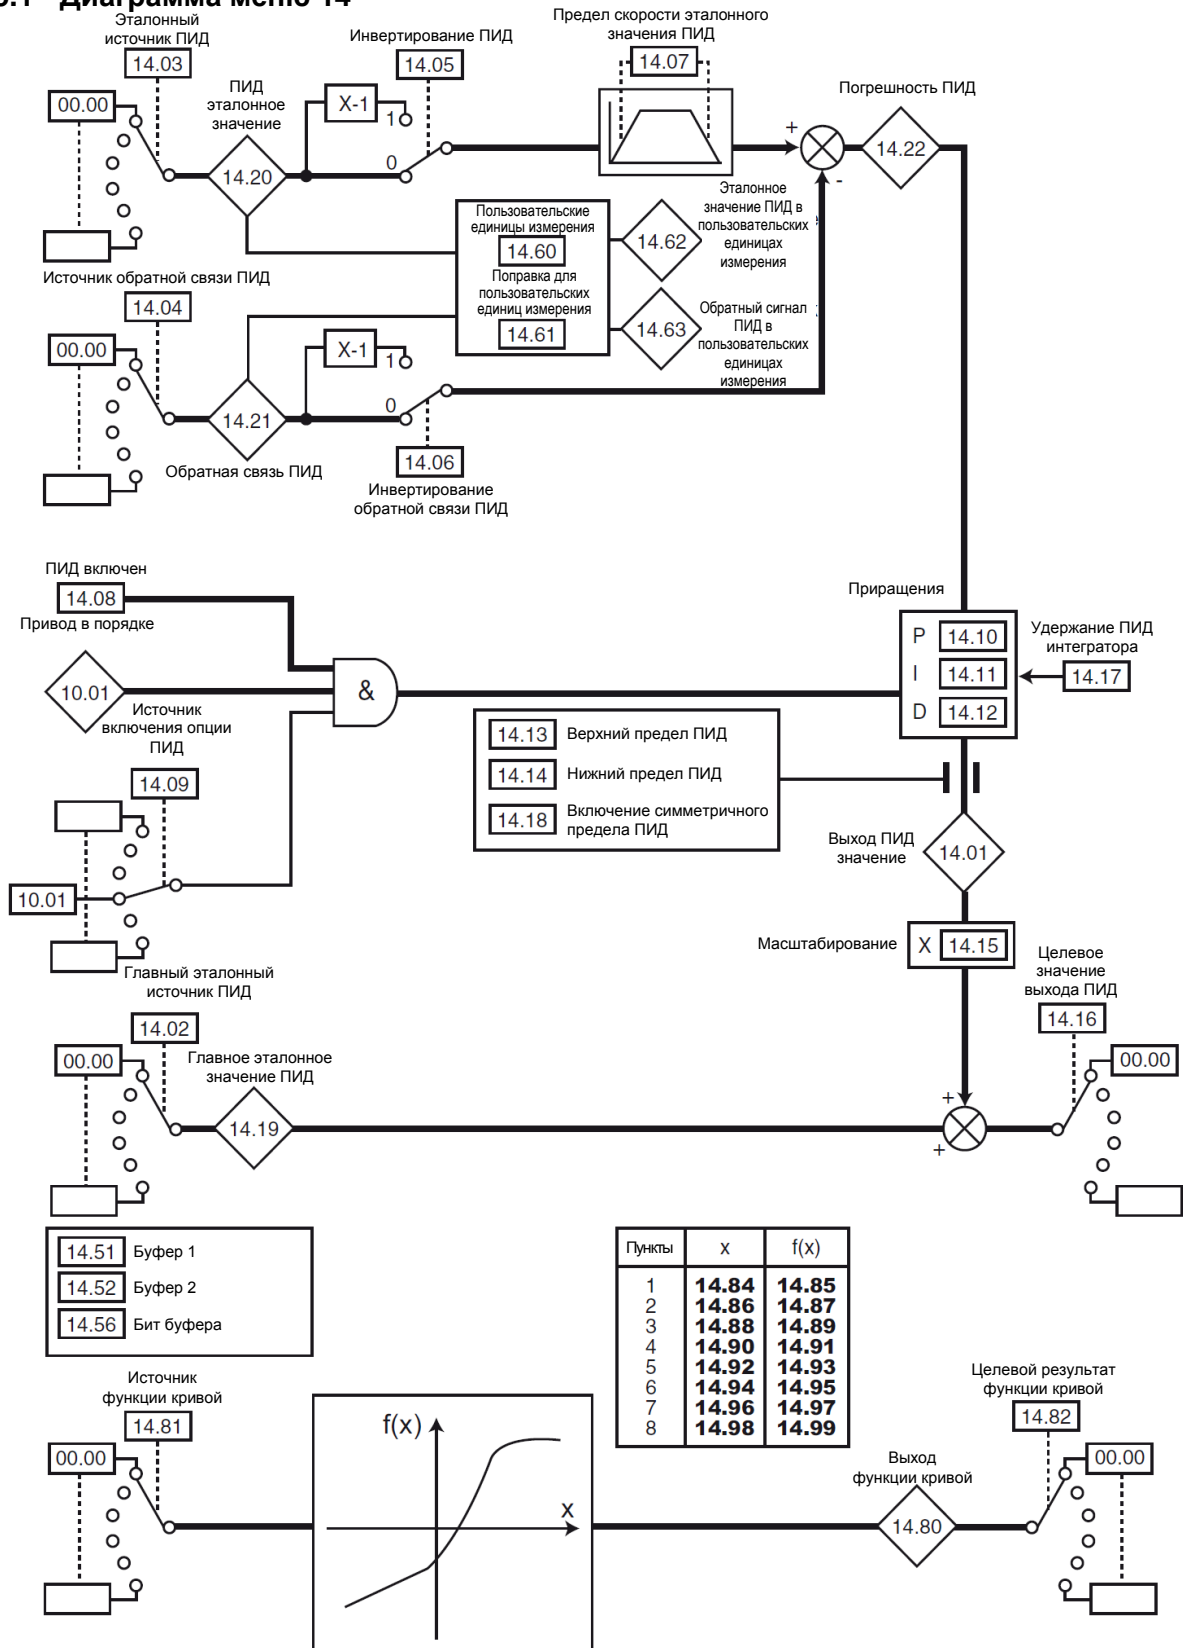 Диаграмма меню 14
Эталонный
источник ПИД
14.03
00.00
ПИД
эталонное
значение
14.20
X-1
1
0
Инвертирование ПИД
14.05
Предел скорости эталонного
значения ПИД
14.07
+
-
Погрешность ПИД
14.22
Пользовательские
единицы измерения
14.60
Поправка для
пользовательских
единиц измерения
14.61
14.62
Эталонное
значение ПИД в
пользовательских
единицах
измерения
14.63
Обратный сигнал
ПИД в
пользовательских
единицах
измерения
Источник обратной связи ПИД
14.04
00.00
14.21
Обратная связь ПИД
X-1
1
0
14.06
Инвертирование
обратной связи ПИД
ПИД включен
14.08
Привод в порядке
10.01
&
Источник
включения опции
ПИД
14.09
10.01
Приращения
P 14.10
I 14.11
D 14.12
Удержание ПИД
интегратора
14.17
14.13 Верхний предел ПИД
14.14 Нижний предел ПИД
14.18 Включение симметричного
предела ПИД
Выход ПИД
значение
14.01
Масштабирование
X 14.15
Целевое
значение
выхода ПИД
14.16
00.00
Главный эталонный
источник ПИД
14.02
00.00
Главное эталонное
значение ПИД
14.19
+
+
14.51 Буфер 1
14.52 Буфер 2
14.56 Бит буфера
Пункты x f(x)
1 14.84 14.85
2 14.86 14.87
3 14.88 14.89
4 14.90 14.91
5 14.92 14.93
6 14.94 14.95
7 14.96 14.97
8 14.98 14.99
Источник
функции кривой
14.81
00.00
f(x)
x
Выход
функции кривой
14.80
Целевой результат
функции кривой
14.82
00.00